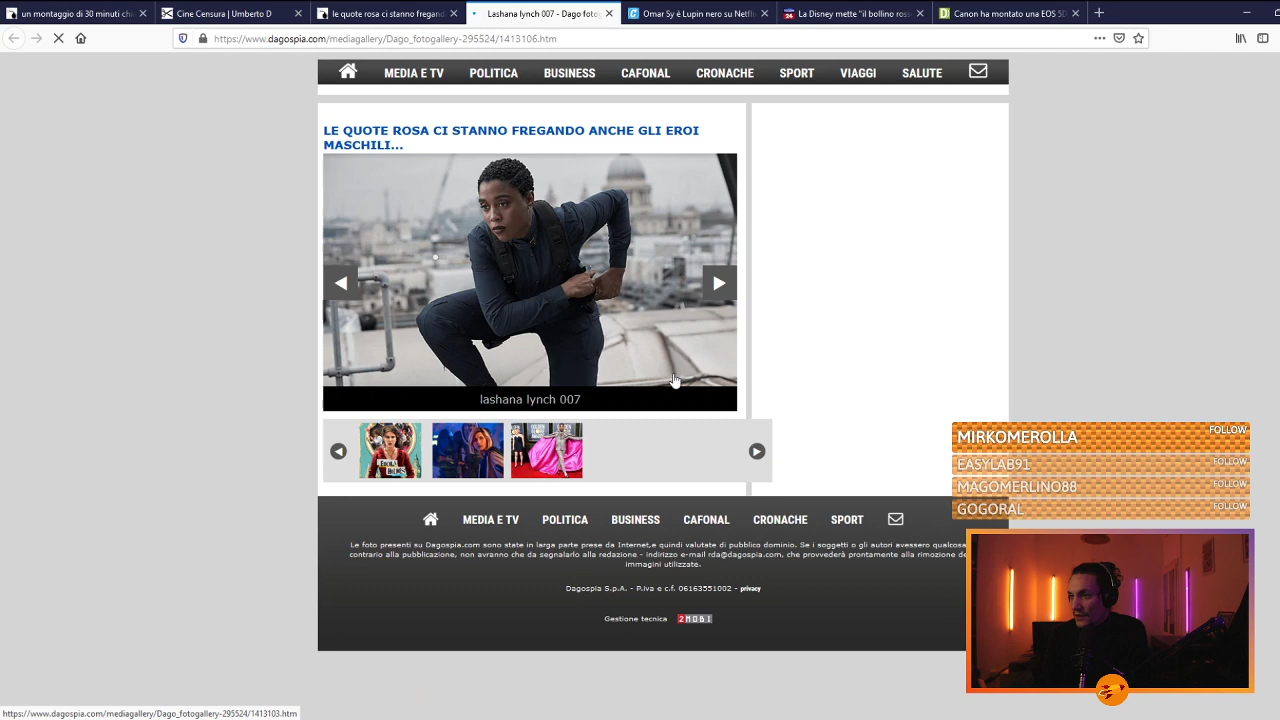 un montaggio di 30 minuti chi
Cine Censura | Umberto D
le quote rosa ci stanno fregand
Lashana lynch 007 - Dago fotog
Omar Sy è Lupin nero su Netfli
La Disney mette "il bollino ross
Canon ha montato una EOS 5D
https://www.dagospia.com/mediagallery/Dago_fotogallery-295524/1413106.htm
MEDIA E TV POLITICA BUSINESS CAFONAL CRONACHE SPORT VIAGGI SALUTE
LE QUOTE ROSA CI STANNO FREGANDO ANCHE GLI EROI
MASCHILI...
lashana lynch 007
ENOLA HOLMES
MIRKOMEROLLA FOLLOW
EASYLAB91 FOLLOW
MAGOMERLINO88 FOLLOW
GOGORAL FOLLOW
MEDIA E TV POLITICA BUSINESS CAFONAL CRONACHE SPORT
Le foto presenti su Dagospia.com sono state in larga parte prese da Internet,e quindi valutate di pubblico dominio. Se i soggetti o gli autori avessero qualcosa
contrario alla pubblicazione, non avranno che da segnalarlo alla redazione - indirizzo e-mail rda@dagospia.com, che provvederà prontamente alla rimozione de
immagini utilizzate.
Dagospia S.p.A. - P.iva e c.f. 06163551002 - privacy
Gestione tecnica 2MOBI
https://www.dagospia.com/mediagallery/Dago_fotogallery-295524/1413103.htm